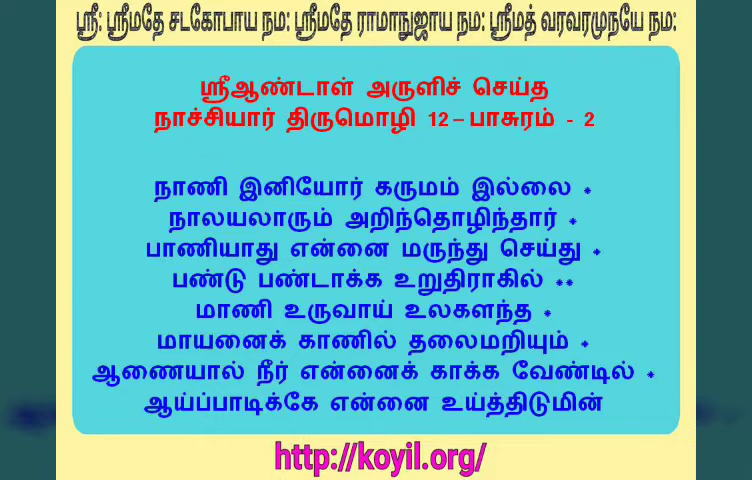 ஸ்ரீ: ஸ்ரீமதே சடகோபாய நம: ஸ்ரீமதே ராமாநுஜாய நம: ஸ்ரீமத் வரவரமுநயே நம:
ஸ்ரீஆண்டாள் அருளிச் செய்த
நாச்சியார் திருமொழி 12 – பாசுரம் - 2
நாணி இனியோர் கருமம் இல்லை *
நாலயலாரும் அறிந்தொழிந்தார் *
பாணியாது என்னை மருந்து செய்து *
பண்டு பண்டாக்க உறுதிராகில் **
மாணி உருவாய் உலகளந்த *
மாயனைக் காணில் தலைமறியும் *
ஆணையால் நீர் என்னைக் காக்க வேண்டில் *
ஆய்ப்பாடிக்கே என்னை உய்த்திடுமின்
http://koyil.org/